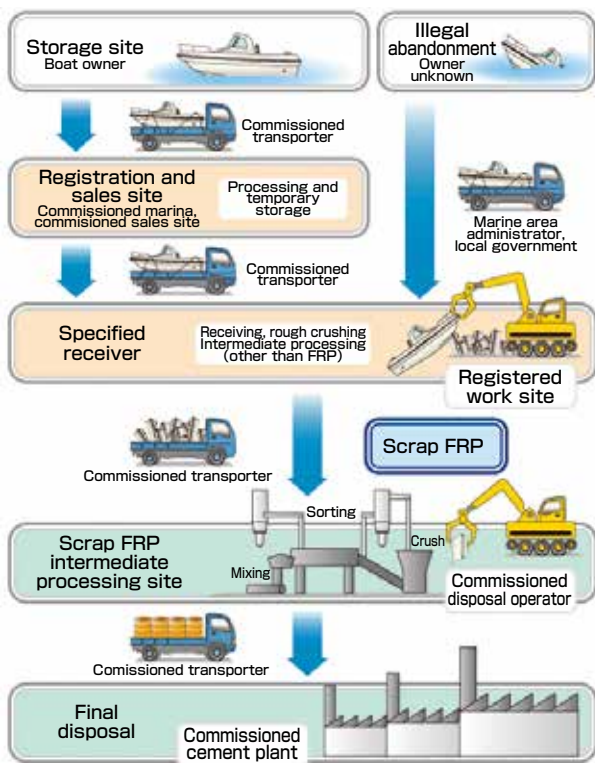 Storage site
Boat owner
Illegal
abandonment
Owner
unknown
Commissioned
transporter
Registration and
sales site
Commissioned marina,
commisioned sales site
Processing and
temporary
storage
Marine area
administrator,
local government
Commissioned
transporter
Specified
receiver
Receiving, rough crushing
Intermediate processing
(other than FRP)
Registered
work site
Scrap FRP
Commissioned transporter
Sorting
Crush
Mixing
Scrap FRP
intermediate
processing site
Commissioned
disposal operator
Comissioned transporter
Final
disposal
Commissioned
cement plant